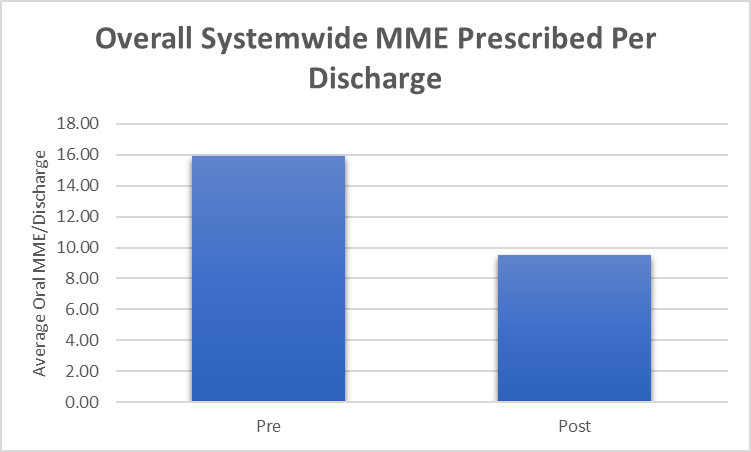 Overall Systemwide MME Prescribed Per
Discharge
Average Oral MME/Discharge
18.00
16.00
14.00
12.00
10.00
8.00
6.00
4.00
2.00
0.00
Pre
Post